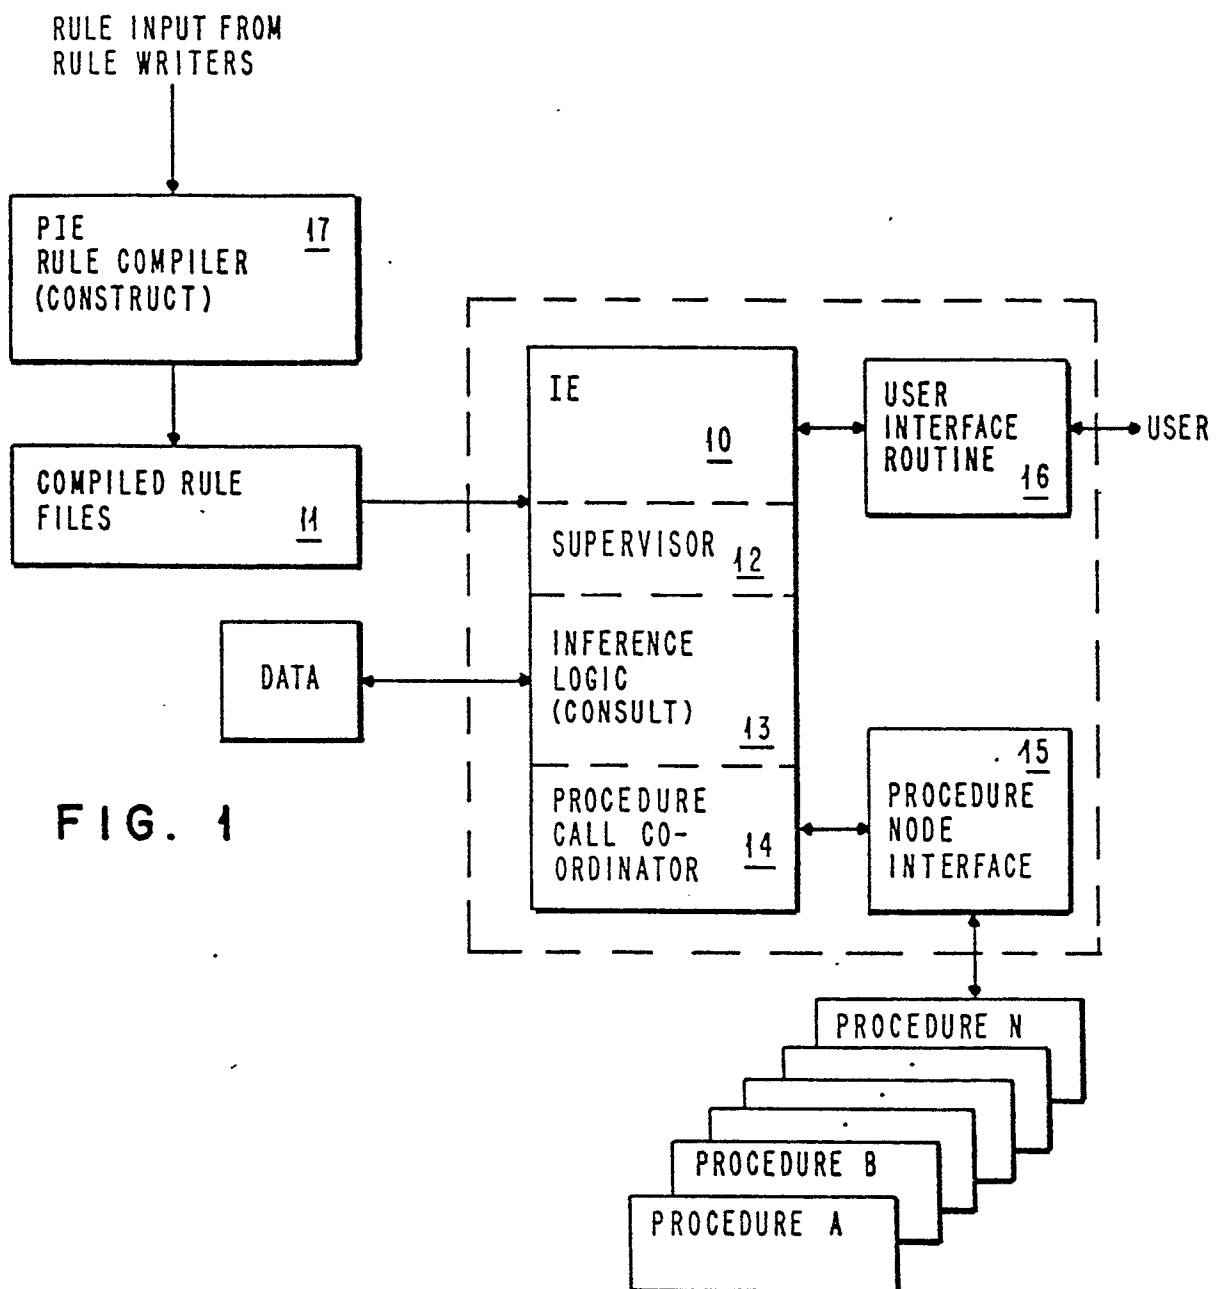 RULE INPUT FROM
RULE WRITERS
PIE
17
RULE COMPILER
(CONSTRUCT)
COMPILED RULE
FILES
11
DATA
IE
10
SUPERVISOR
12
INFERENCE
LOGIC
(CONSULT)
13
PROCEDURE
CALL CO-
ORDINATOR
14
USER
INTERFACE
ROUTINE
16
USER
15
PROCEDURE
NODE
INTERFACE
PROCEDURE N
PROCEDURE B
PROCEDURE A
FIG. 1